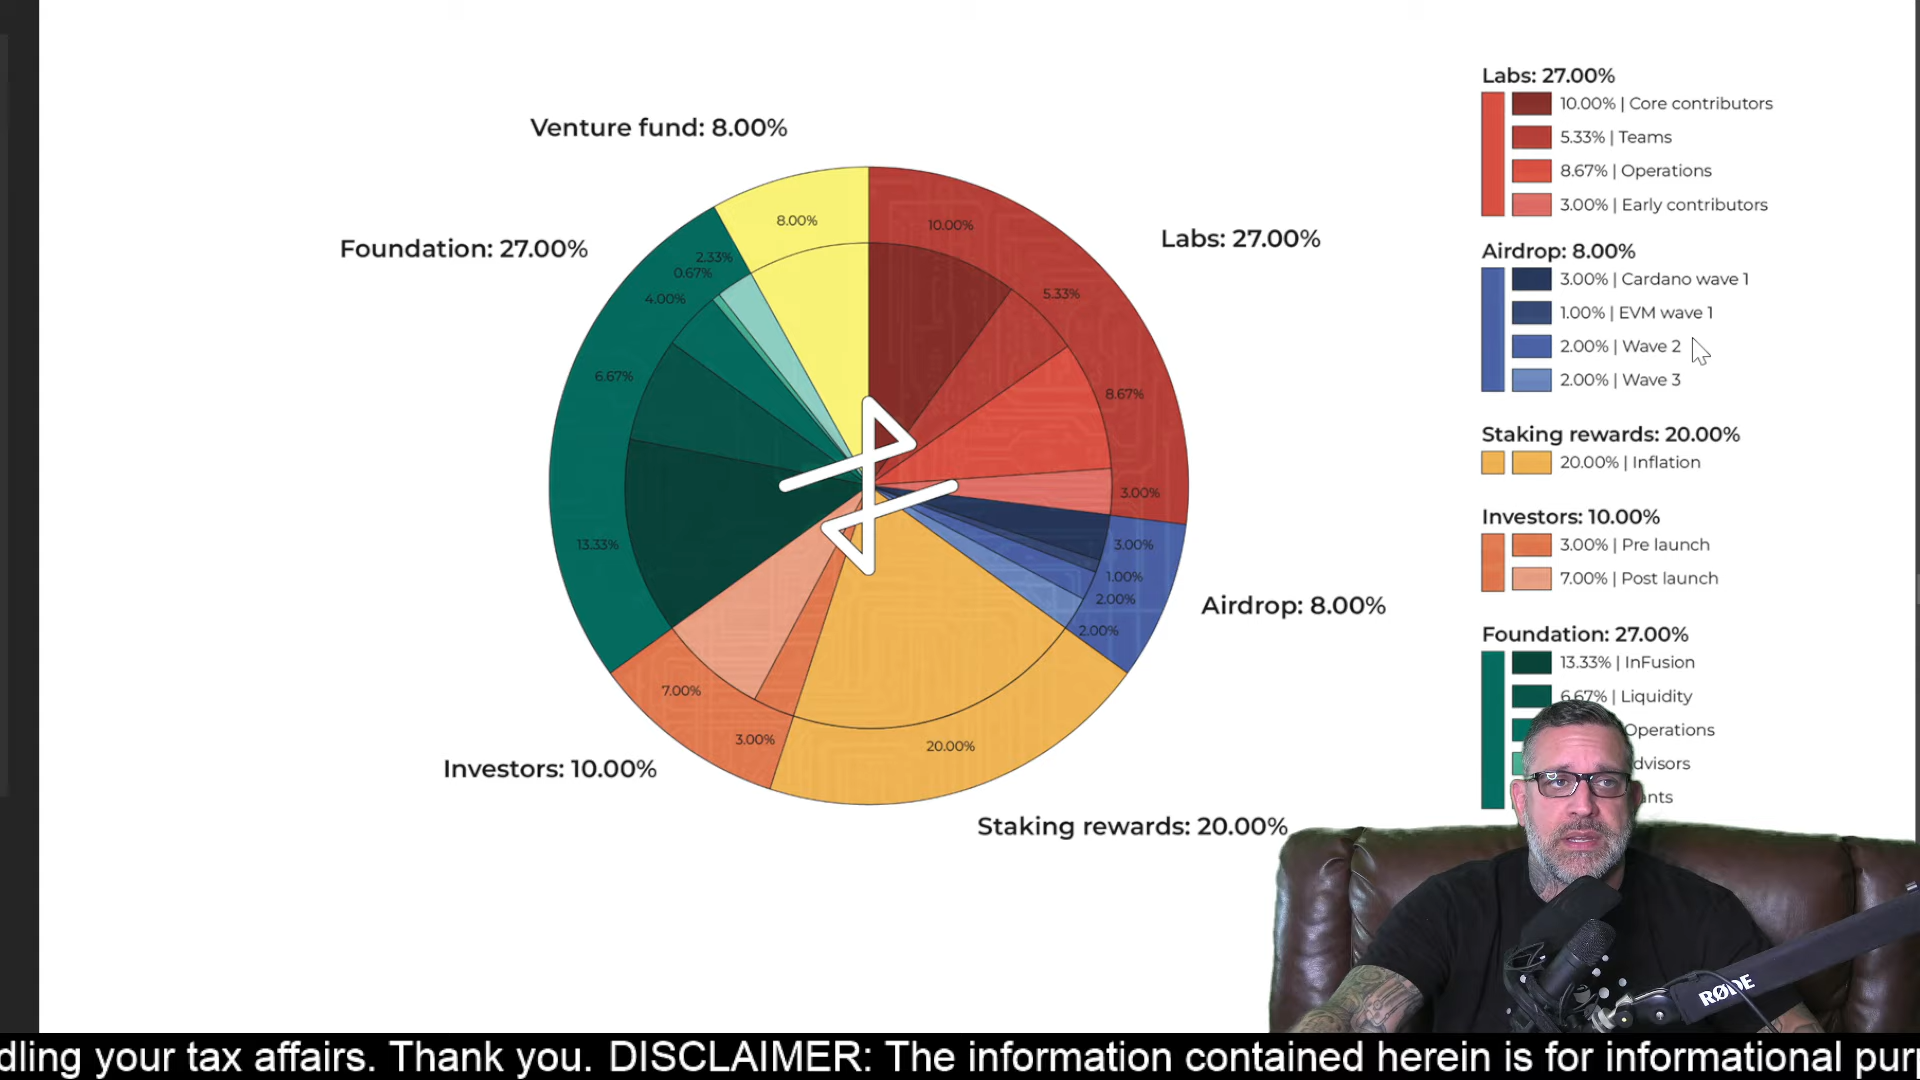 Venture fund: 8.00%
Foundation: 27.00%
Labs: 27.00%
Airdrop: 8.00%
Investors: 10.00%
Staking rewards: 20.00%
8.00%
10.00%
5.33%
8.67%
3.00%
3.00%
1.00%
2.00%
2.00%
20.00%
3.00%
7.00%
13.33%
6.67%
4.00%
0.67%
2.33%
Labs: 27.00%
10.00% | Core contributors
5.33% | Teams
8.67% | Operations
3.00% | Early contributors
Airdrop: 8.00%
3.00% | Cardano wave 1
1.00% | EVM wave 1
2.00% | Wave 2
2.00% | Wave 3
Staking rewards: 20.00%
20.00% | Inflation
Investors: 10.00%
3.00% | Pre launch
7.00% | Post launch
Foundation: 27.00%
13.33% | InFusion
6.67% | Liquidity
Operations
dvisors
ants
RØDE
dling your tax affairs. Thank you. DISCLAIMER: The information contained herein is for informational pur